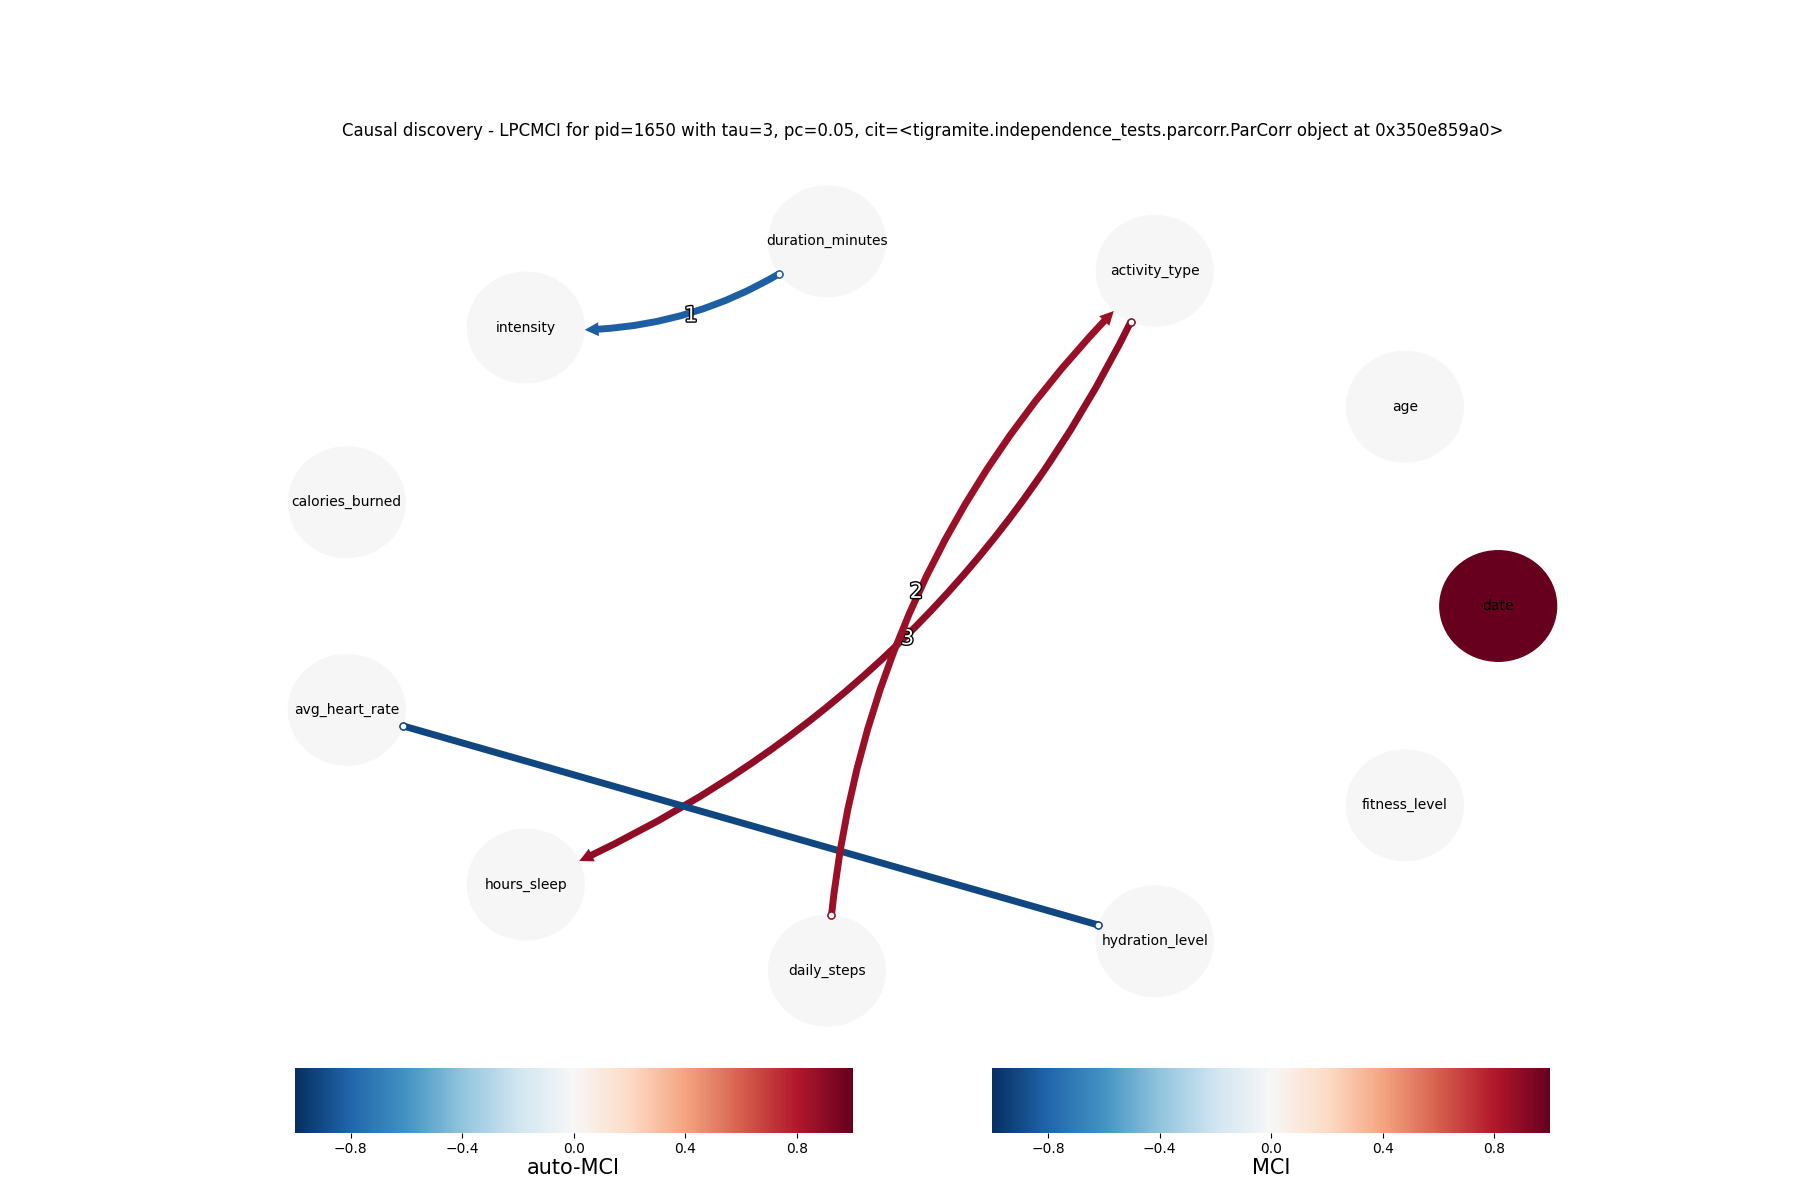 Causal discovery - LPCMCI for pid=1650 with tau=3, pc=0.05, cit=<tigramite.independence_tests.parcorr.ParCorr object at 0x350e859a0>
duration_minutes
activity_type
intensity
1
age
calories_burned
2
date
3
avg_heart_rate
fitness_level
hours_sleep
hydration_level
daily_steps
−0.8 −0.4 0.0 0.4 0.8
auto-MCI
−0.8 −0.4 0.0 0.4 0.8
MCI